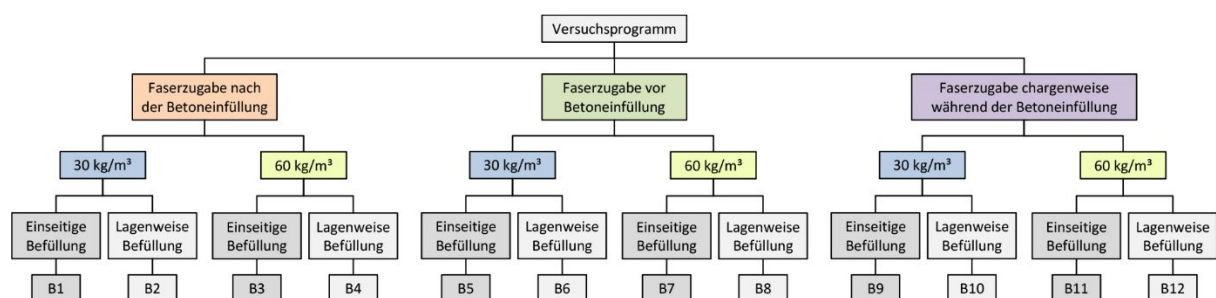 Versuchsprogramm
Faserzugabe nach
der Betoneinfüllung
Faserzugabe vor
Betoneinfüllung
Faserzugabe chargenweise
während der Betoneinfüllung
30 kg/m³
60 kg/m³
30 kg/m³
60 kg/m³
30 kg/m³
60 kg/m³
Einseitige
Befüllung
Lagenweise
Befüllung
Einseitige
Befüllung
Lagenweise
Befüllung
Einseitige
Befüllung
Lagenweise
Befüllung
Einseitige
Befüllung
Lagenweise
Befüllung
Einseitige
Befüllung
Lagenweise
Befüllung
Einseitige
Befüllung
Lagenweise
Befüllung
B1
B2
B3
B4
B5
B6
B7
B8
B9
B10
B11
B12